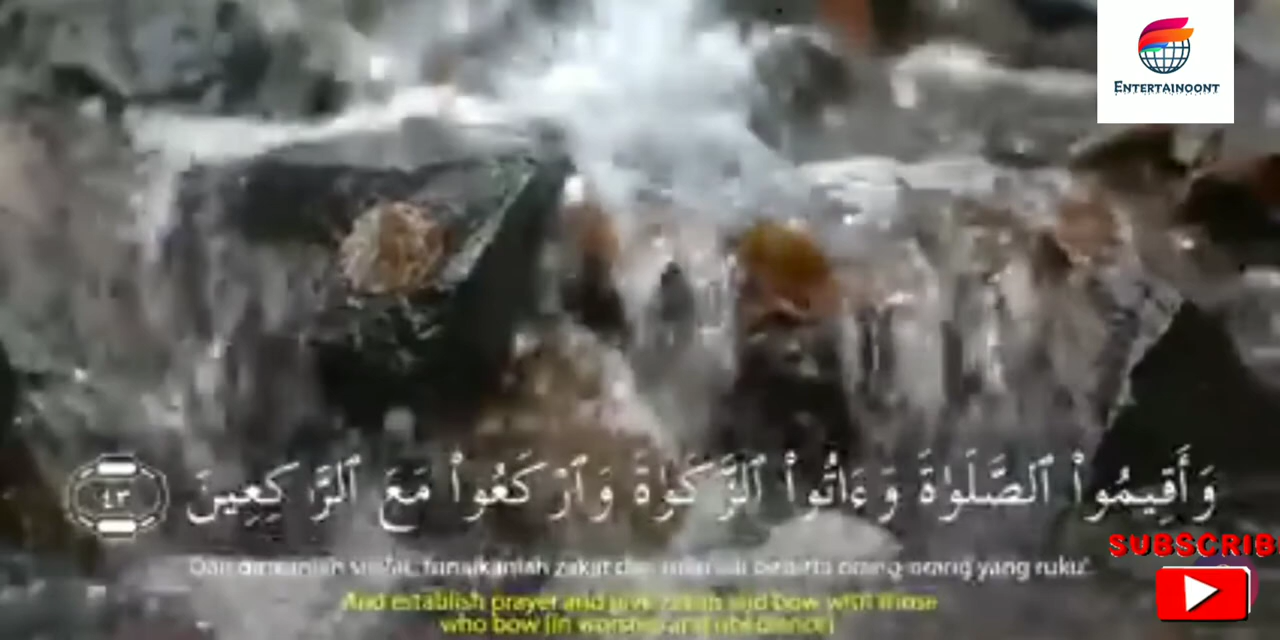 ENTERTAINOONT
وَأَقِيمُوا۟ ٱلصَّلَوٰةَ وَءَاتُوا۟ ٱلزَّكَوٰةَ وَٱرْكَعُوا۟ مَعَ ٱلرَّٰكِعِينَ ٤٣
SUBSCRIB
Dan dirikanlah shalat, tunaikanlah zakat dan ruku'lah beserta orang-orang yang ruku'.
And establish prayer and give zakah and bow with those
who bow [in worship and obedience]